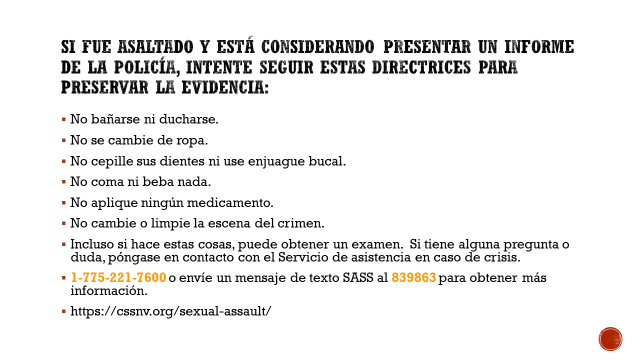 SI FUE ASALTADO Y ESTÁ CONSIDERANDO PRESENTAR UN INFORME
DE LA POLICÍA, INTENTE SEGUIR ESTAS DIRECTRICES PARA
PRESERVAR LA EVIDENCIA:
▪ No bañarse ni ducharse.
▪ No se cambie de ropa.
▪ No cepille sus dientes ni use enjuague bucal.
▪ No coma ni beba nada.
▪ No aplique ningún medicamento.
▪ No cambie o limpie la escena del crimen.
▪ Incluso si hace estas cosas, puede obtener un examen. Si tiene alguna pregunta o
duda, póngase en contacto con el Servicio de asistencia en caso de crisis.
▪ 1-775-221-7600 o envíe un mensaje de texto SASS al 839863 para obtener más
información.
▪ https://cssnv.org/sexual-assault/